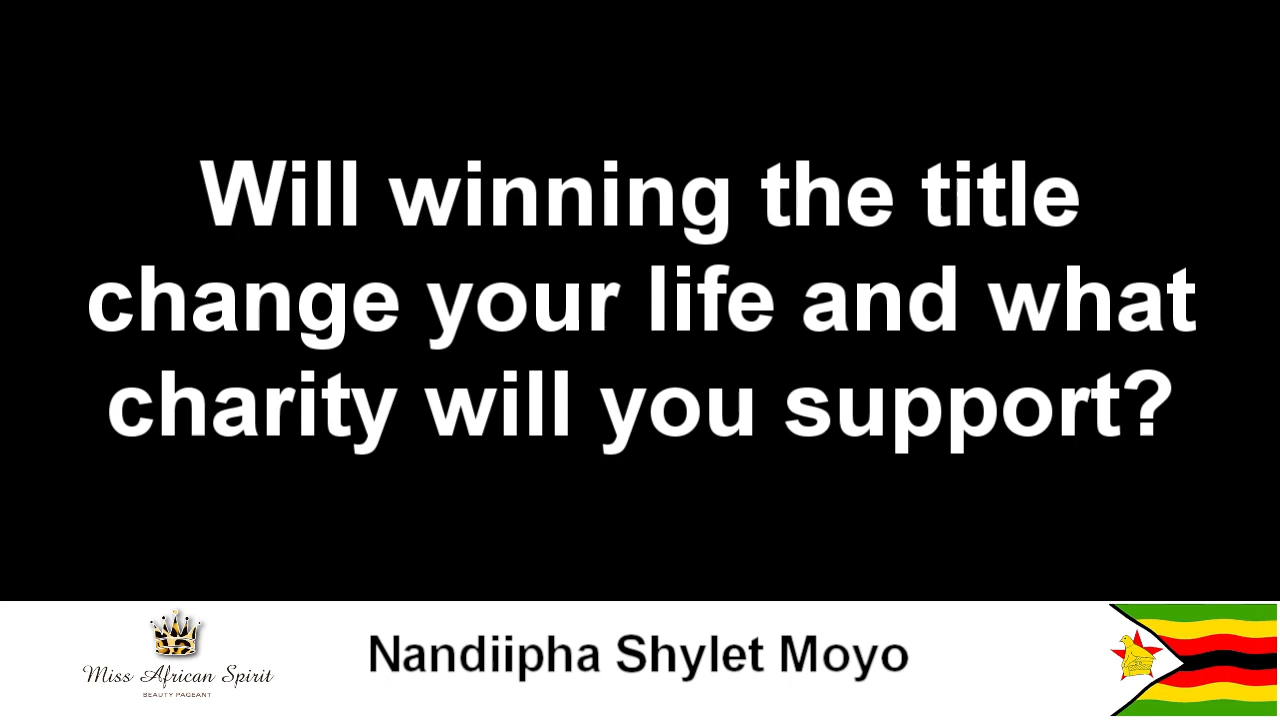 Will winning the title
change your life and what
charity will you support?
Miss African Spirit
BEAUTY PAGEANT
Nandiipha Shylet Moyo